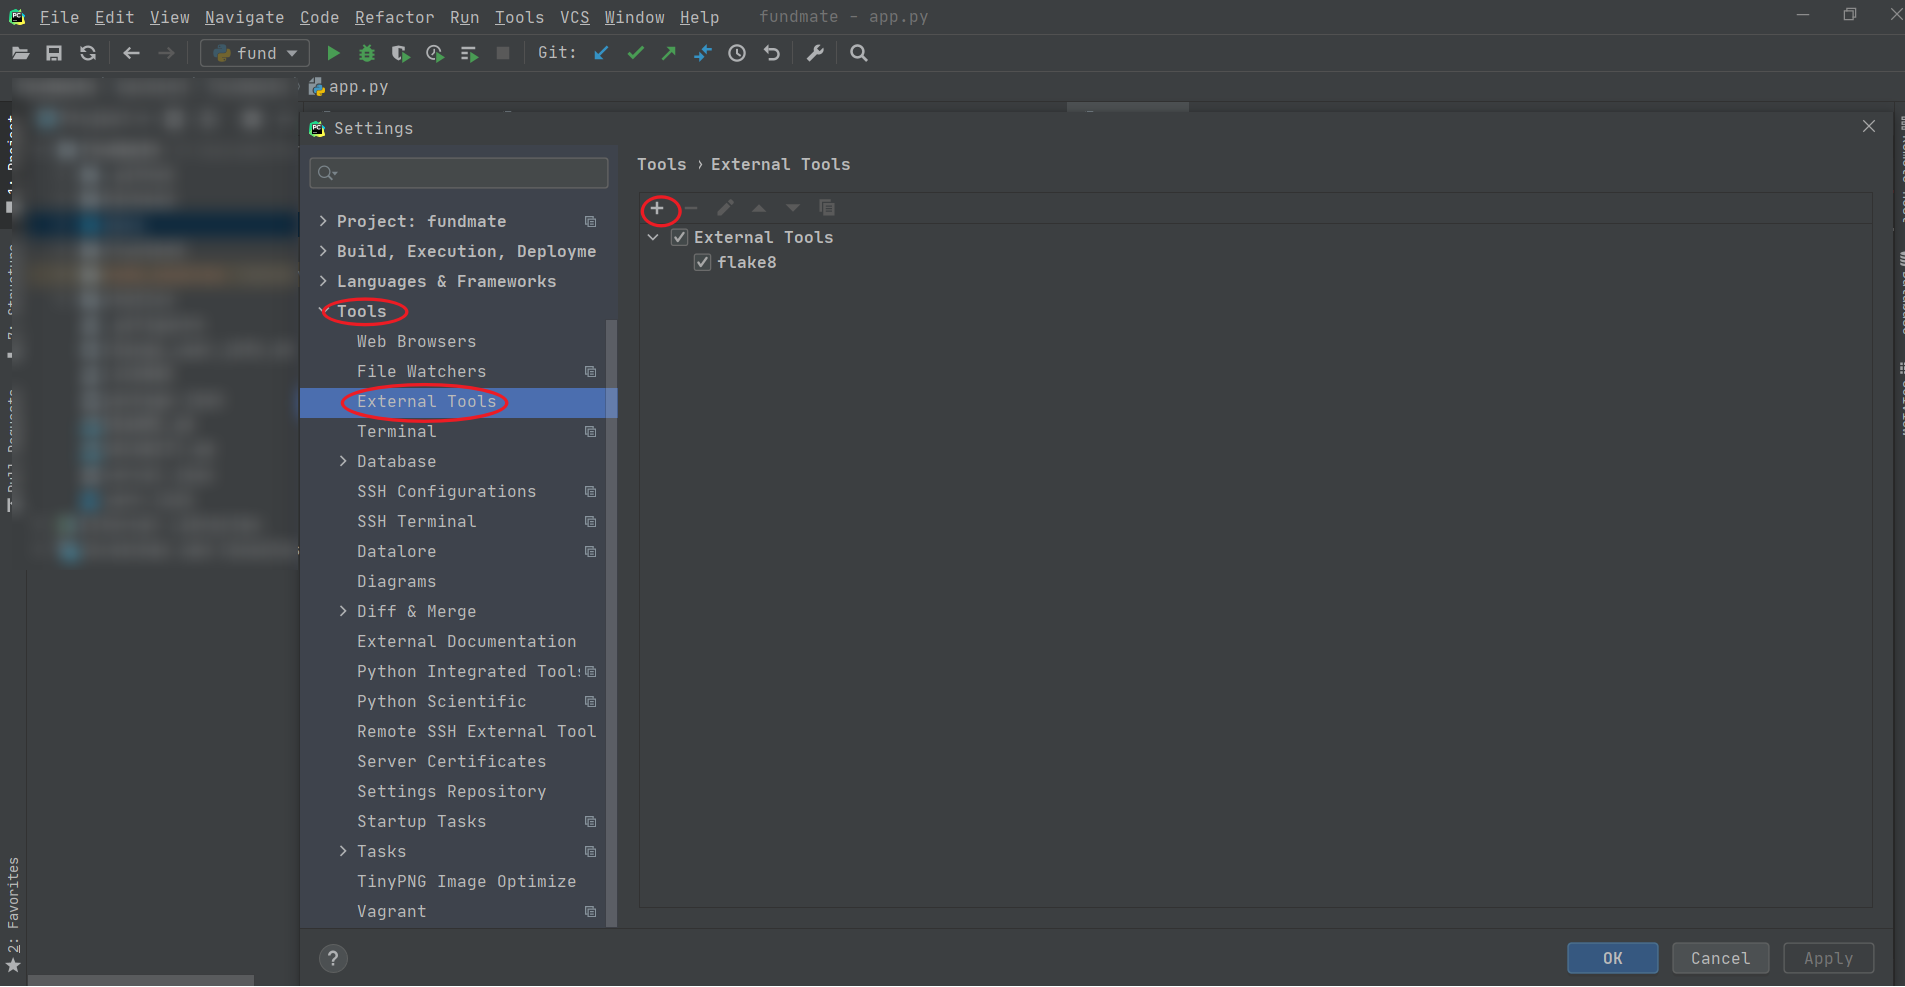 File Edit View Navigate Code Refactor Run Tools VCS Window Help fundmate - app.py
fund Git:
app.py
Settings
Tools › External Tools
Project: fundmate
Build, Execution, Deployme
Languages & Frameworks
Tools
Web Browsers
File Watchers
External Tools
Terminal
Database
SSH Configurations
SSH Terminal
Datalore
Diagrams
Diff & Merge
External Documentation
Python Integrated Tools
Python Scientific
Remote SSH External Tool
Server Certificates
Settings Repository
Startup Tasks
Tasks
TinyPNG Image Optimize
Vagrant
External Tools
flake8
2: Favorites
?
OK Cancel Apply